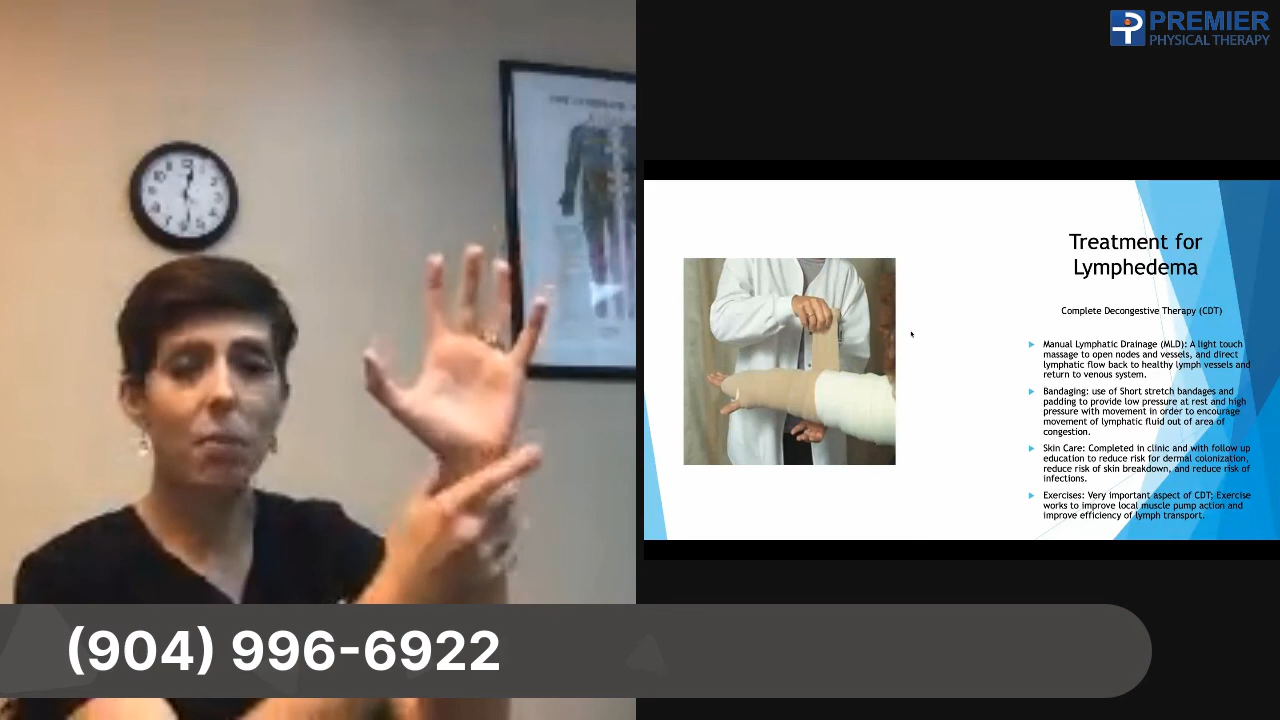 PREMIER
PHYSICAL THERAPY
Treatment for
Lymphedema
Complete Decongestive Therapy (CDT)
Manual Lymphatic Drainage (MLD): A light touch
massage to open nodes and vessels, and direct
lymphatic flow back to healthy lymph vessels and
return to venous system.
Bandaging: use of Short stretch bandages and
padding to provide low pressure at rest and high
pressure with movement in order to encourage
movement of lymphatic fluid out of area of
congestion.
Skin Care: Completed in clinic and with follow up
education to reduce risk for dermal colonization,
reduce risk of skin breakdown, and reduce risk of
infections.
Exercises: Very important aspect of CDT; Exercise
works to improve local muscle pump action and
improve efficiency of lymph transport.
(904) 996-6922